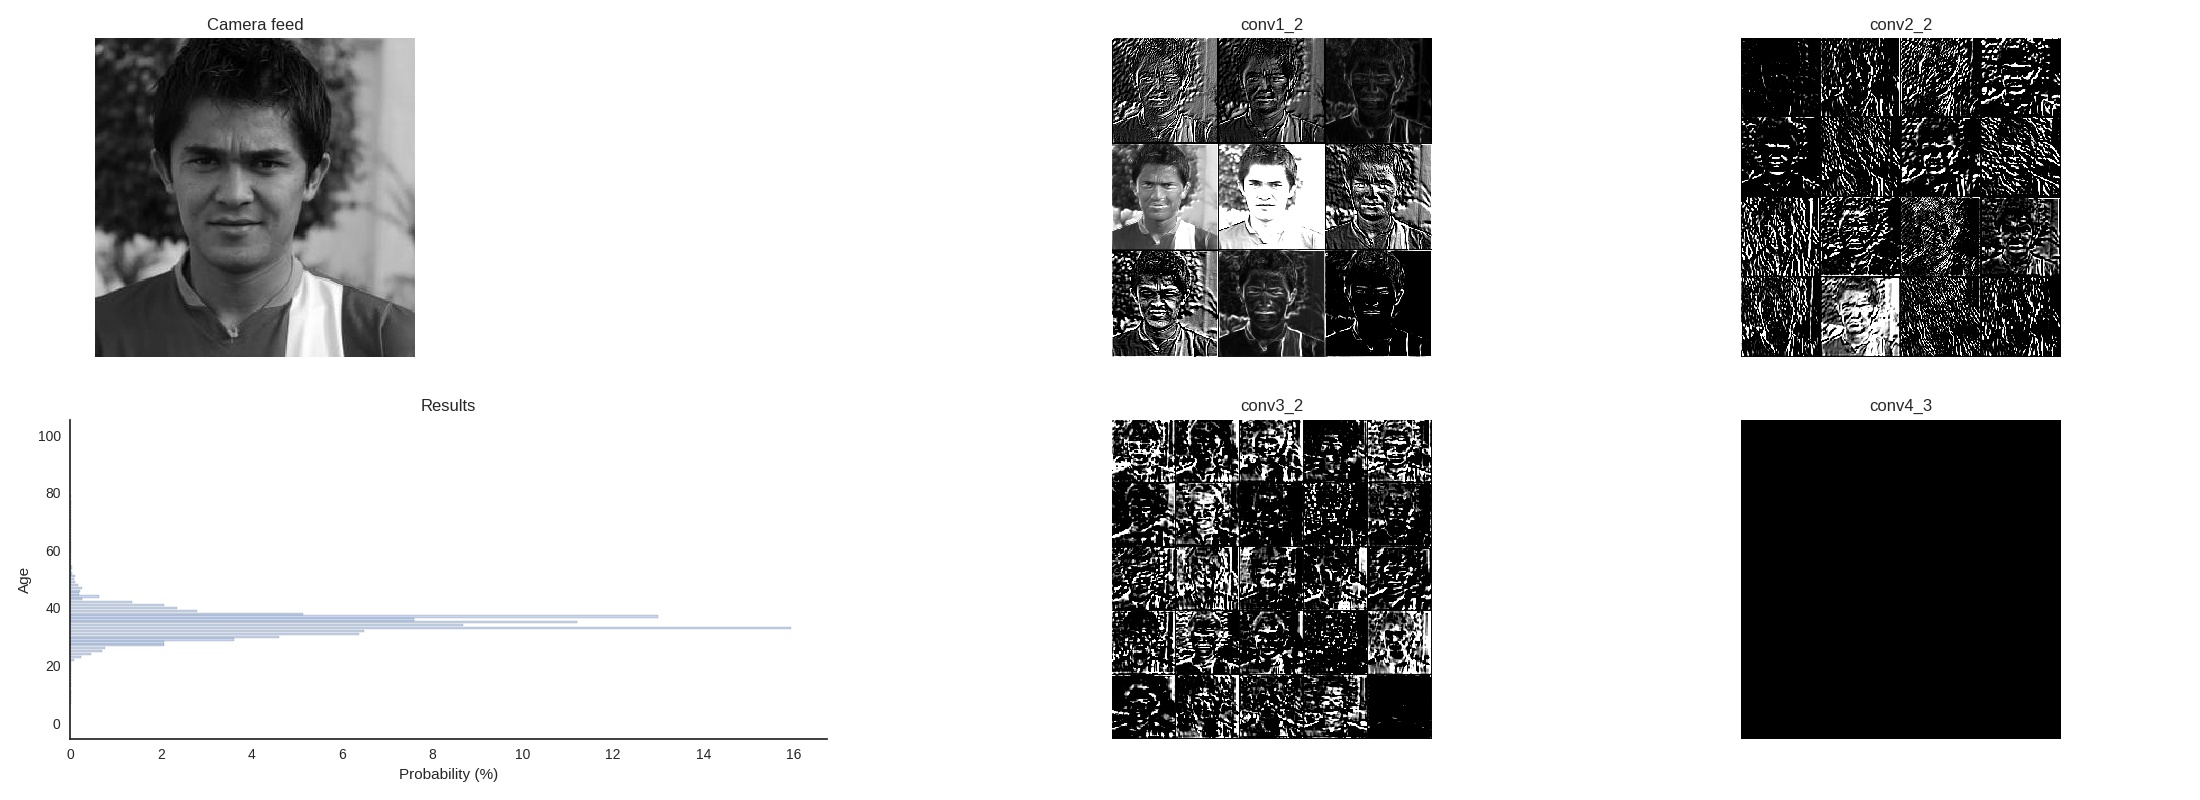 Camera feed
conv1_2
conv2_2
Results
100
80
60
40
20
0
Age
0 2 4 6 8 10 12 14 16
Probability (%)
conv3_2
conv4_3